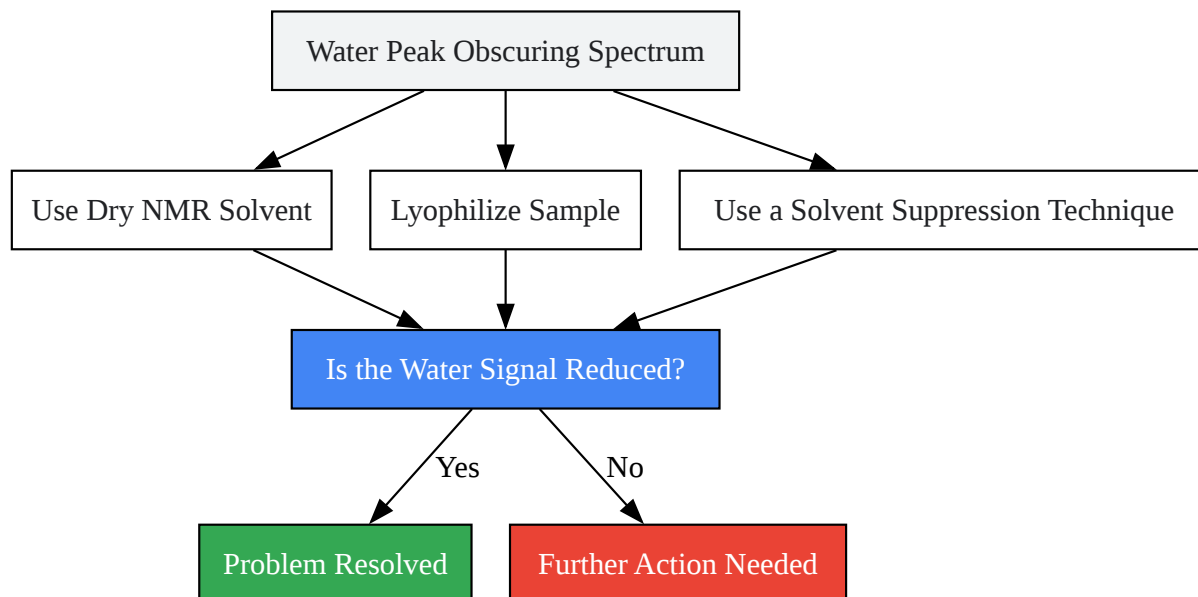 Water Peak Obscuring Spectrum
Use Dry NMR Solvent
Lyophilize Sample
Use a Solvent Suppression Technique
Is the Water Signal Reduced?
Yes
No
Problem Resolved
Further Action Needed